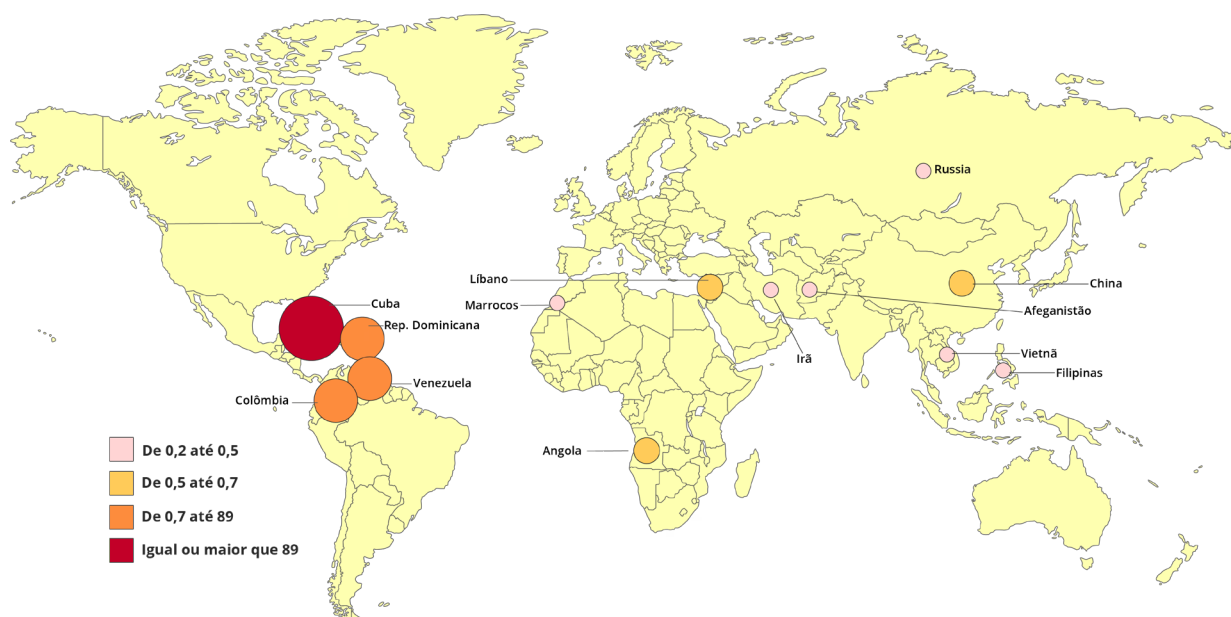 Russia
Líbano
China
Marrocos
Cuba
Afeganistão
Rep. Dominicana
Irã
Vietnã
Filipinas
Venezuela
Colômbia
Angola
De 0,2 até 0,5
De 0,5 até 0,7
De 0,7 até 89
Igual ou maior que 89